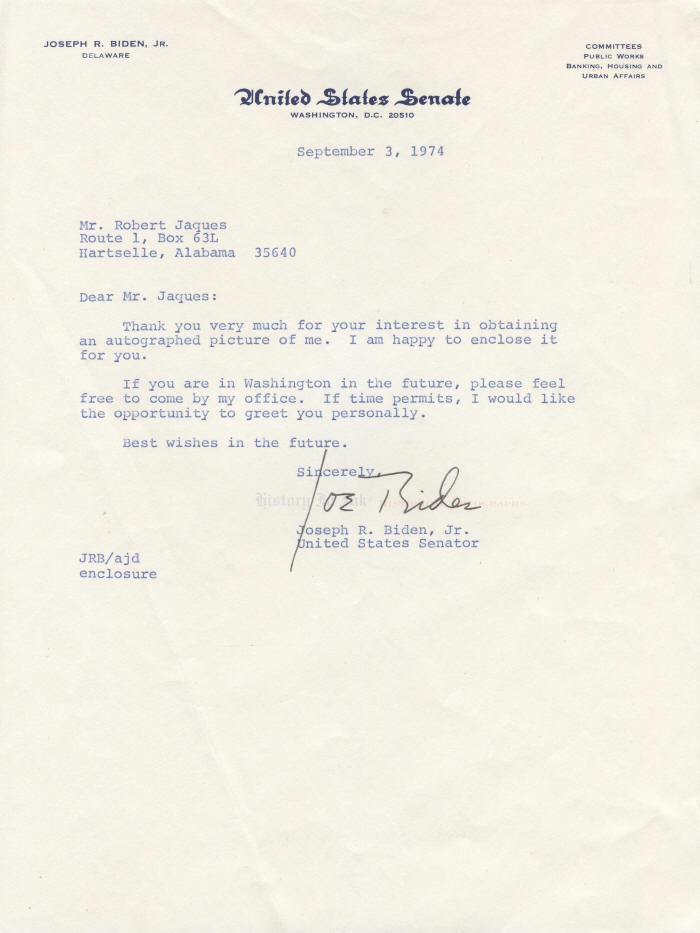 JOSEPH R. BIDEN, JR.
DELAWARE
COMMITTEES
PUBLIC WORKS
BANKING, HOUSING AND
URBAN AFFAIRS
United States Senate
WASHINGTON, D.C. 20510
September 3, 1974
Mr. Robert Jaques
Route 1, Box 63L
Hartselle, Alabama  35640
Dear Mr. Jaques:
Thank you very much for your interest in obtaining
an autographed picture of me.  I am happy to enclose it
for you.
If you are in Washington in the future, please feel
free to come by my office.  If time permits, I would like
the opportunity to greet you personally.
Best wishes in the future.
Sincerely,
Joe Biden
History In Ink
Joseph R. Biden, Jr.
United States Senator
JRB/ajd
enclosure